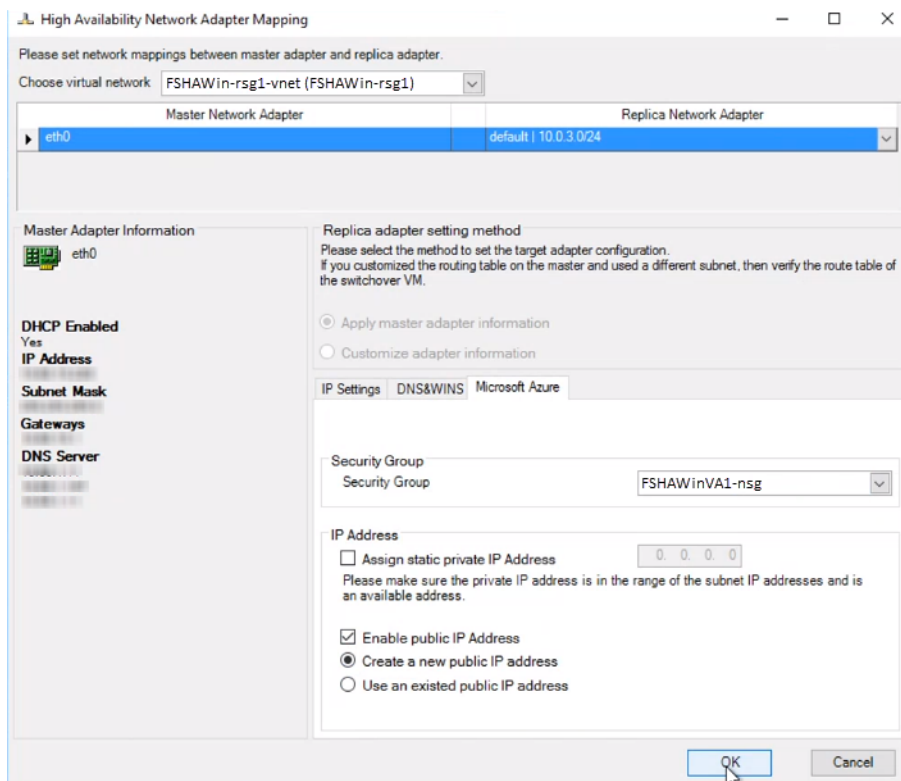 High Availability Network Adapter Mapping
Please set network mappings between master adapter and replica adapter.
Choose virtual network FSHAWin-rsg1-vnet (FSHAWin-rsg1)
Master Network Adapter Replica Network Adapter
eth0 default | 10.0.3.0/24
Master Adapter Information
eth0
DHCP Enabled
Yes
IP Address
Subnet Mask
Gateways
DNS Server
Replica adapter setting method
Please select the method to set the target adapter configuration.
If you customized the routing table on the master and used a different subnet, then verify the route table of
the switchover VM.
Apply master adapter information
Customize adapter information
IP Settings DNS&WINS Microsoft Azure
Security Group
Security Group FSHAWinVA1-nsg
IP Address
Assign static private IP Address 0. 0. 0. 0
Please make sure the private IP address is in the range of the subnet IP addresses and is
an available address.
Enable public IP Address
Create a new public IP address
Use an existed public IP address
OK Cancel